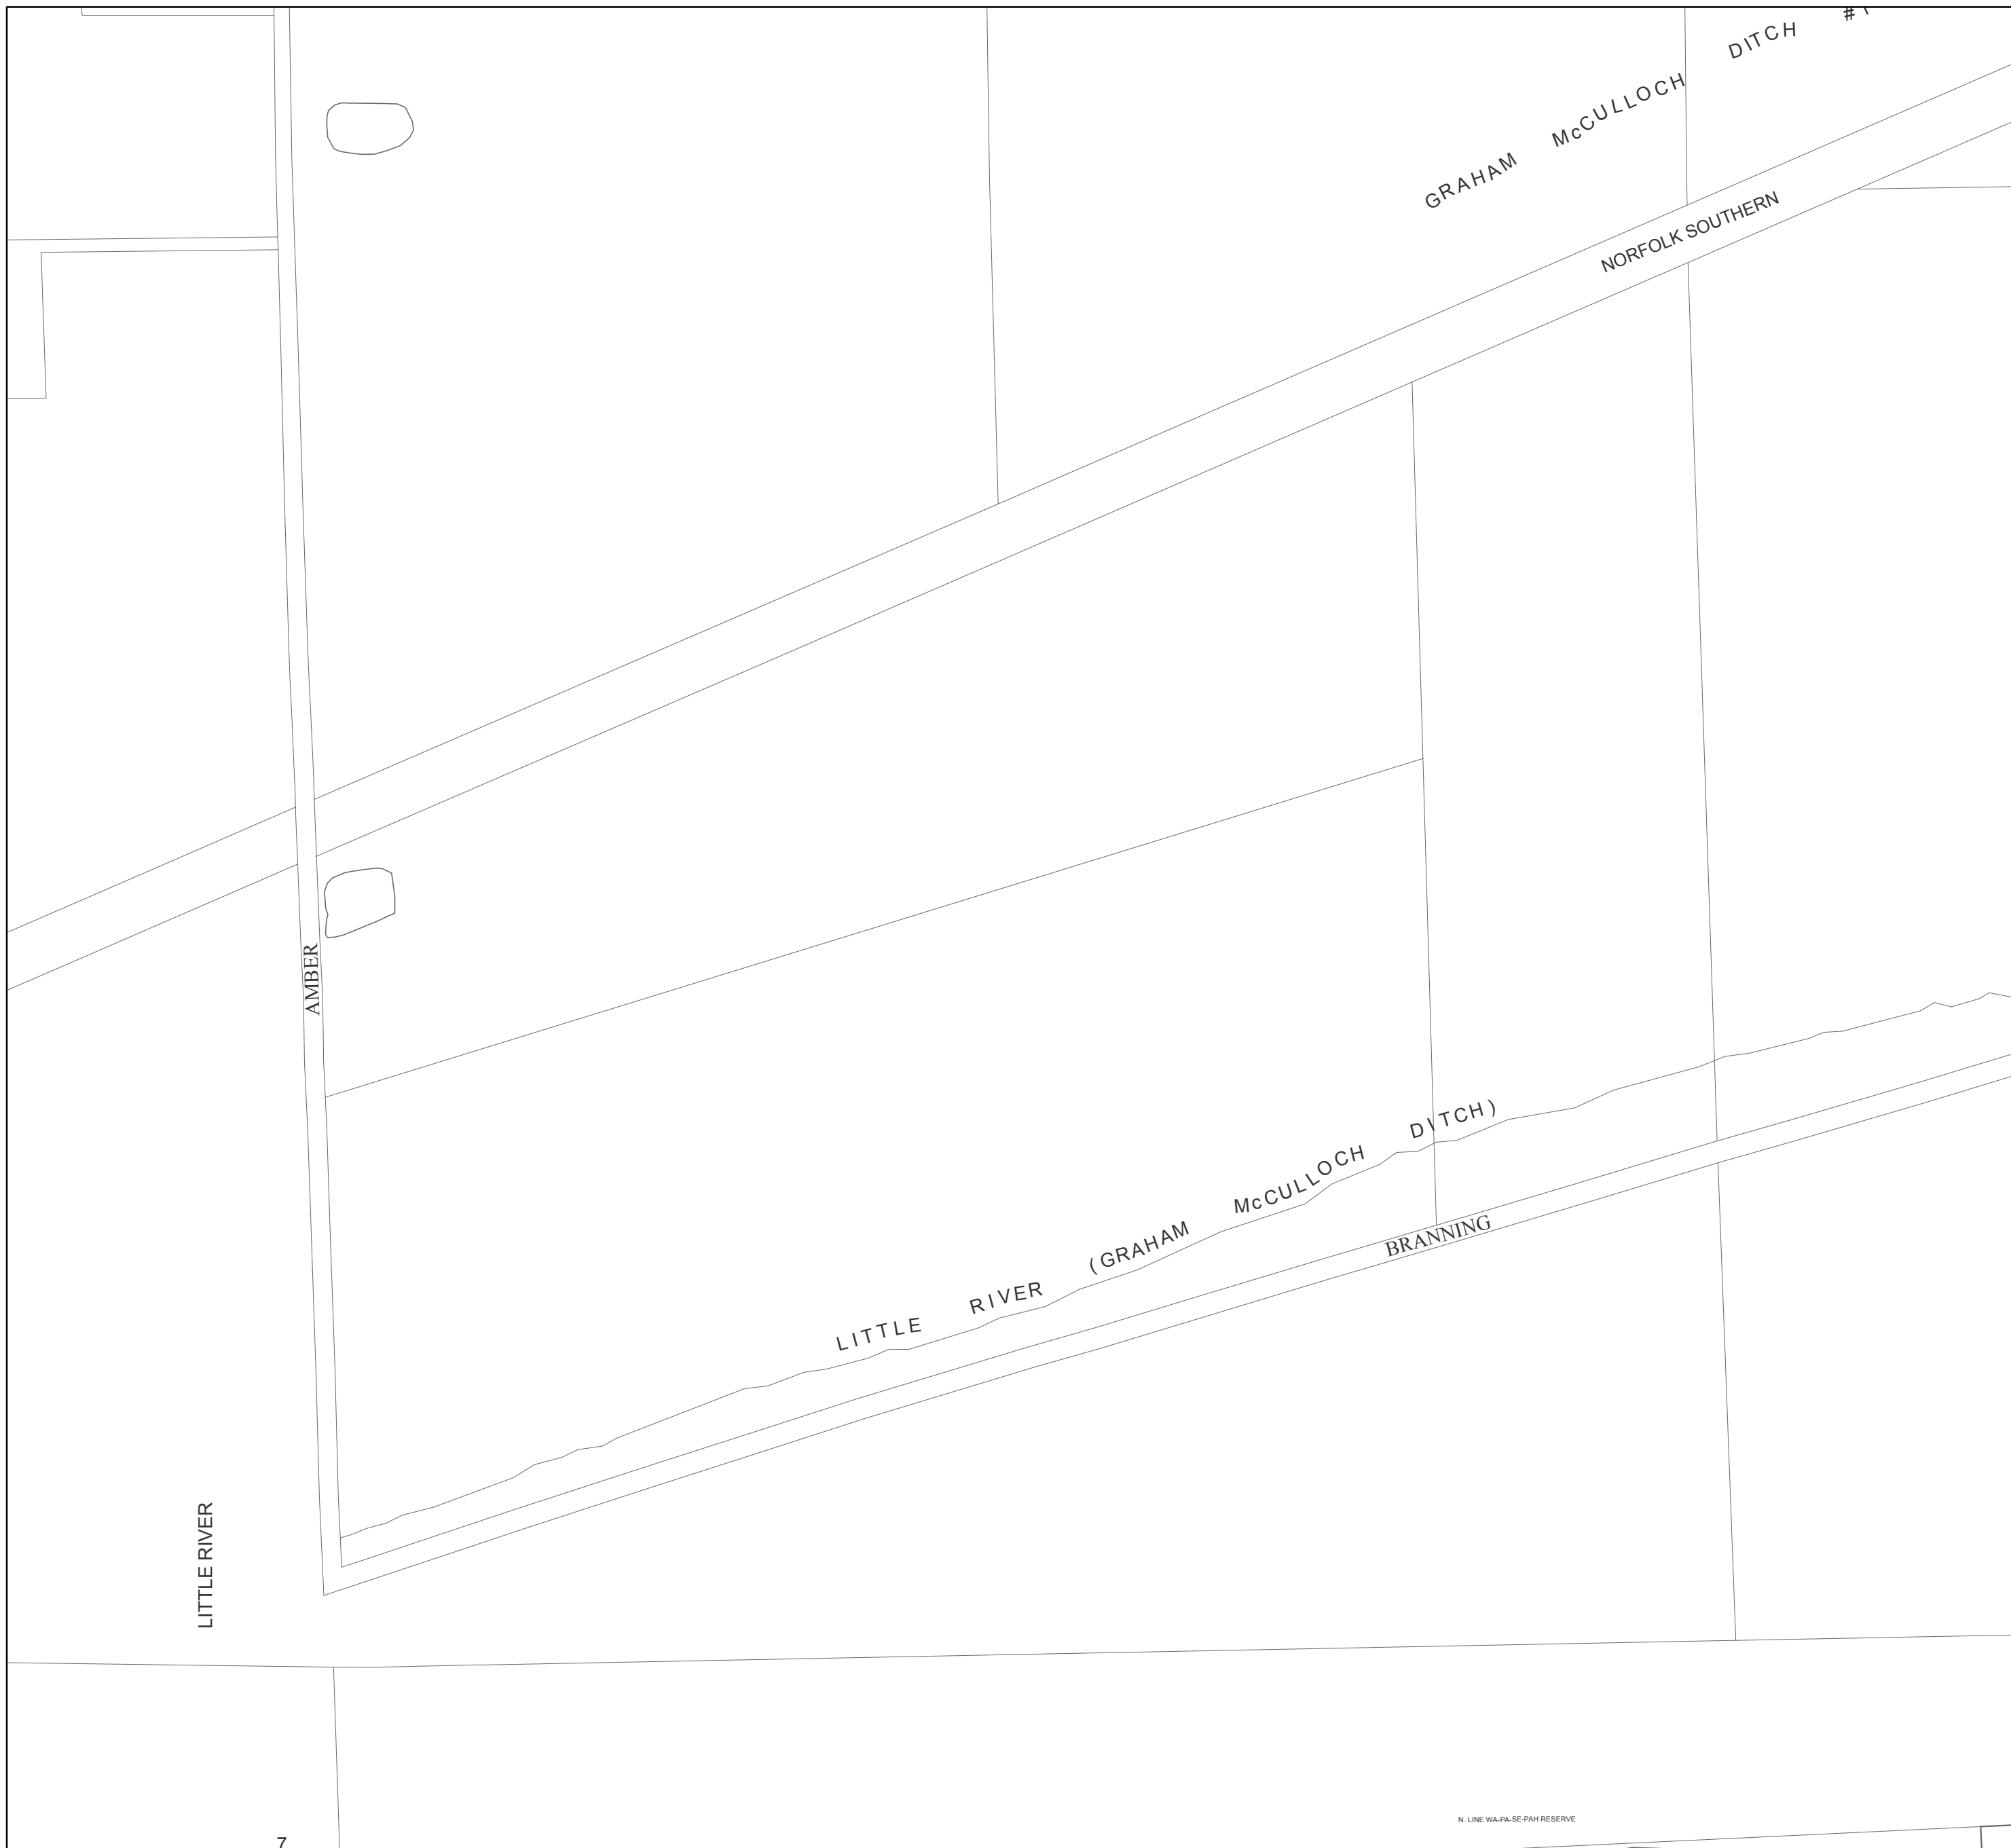 GRAHAM McCULLOCH DITCH #1
NORFOLK SOUTHERN
AMBER
LITTLE RIVER (GRAHAM McCULLOCH DITCH)
BRANNING
LITTLE RIVER
N. LINE WA-PA-SE-PAH RESERVE
7